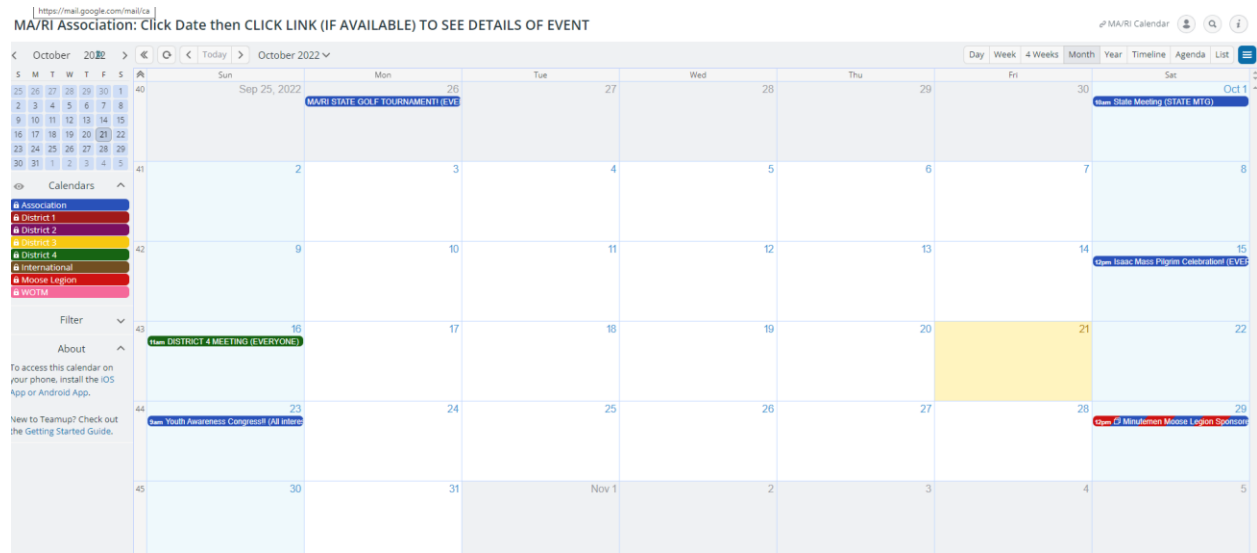 https://mail.google.com/mail/ca
MA/RI Association: Click Date then CLICK LINK (IF AVAILABLE) TO SEE DETAILS OF EVENT
MA/RI Calendar
October 2022
Today October 2022
Day Week 4 Weeks Month Year Timeline Agenda List
S M T W T F S
25 26 27 28 29 30 1
2 3 4 5 6 7 8
9 10 11 12 13 14 15
16 17 18 19 20 21 22
23 24 25 26 27 28 29
30 31 1 2 3 4 5
Calendars
Association
District 1
District 2
District 3
District 4
International
Moose Legion
WOTM
Filter
About
To access this calendar on
your phone, install the iOS
App or Android App.
New to Teamup? Check out
the Getting Started Guide.
Sun Mon Tue Wed Thu Fri Sat
40 Sep 25, 2022 26 27 28 29 30 Oct 1
MA/RI STATE GOLF TOURNAMENT! (EVE
10am State Meeting (STATE MTG)
41 2 3 4 5 6 7 8
42 9 10 11 12 13 14 15
12pm Isaac Mass Pilgrim Celebration! (EVER
43 16 17 18 19 20 21 22
11am DISTRICT 4 MEETING (EVERYONE)
44 23 24 25 26 27 28 29
9am Youth Awareness Congress!! (All intere
12pm Minutemen Moose Legion Sponsore
45 30 31 Nov 1 2 3 4 5